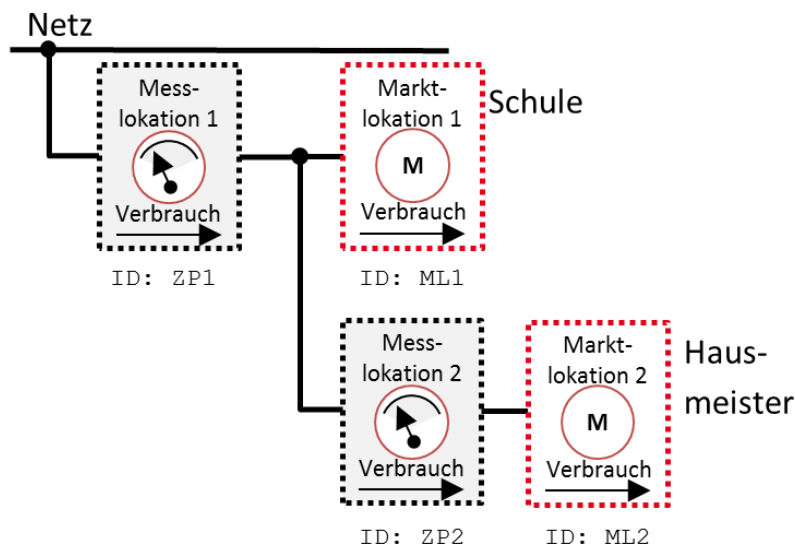 Netz
Mess-
lokation 1
Verbrauch
ID: ZP1
Markt-
lokation 1
M
Verbrauch
ID: ML1
Schule
Mess-
lokation 2
Verbrauch
ID: ZP2
Markt-
lokation 2
M
Verbrauch
ID: ML2
Haus-
meister